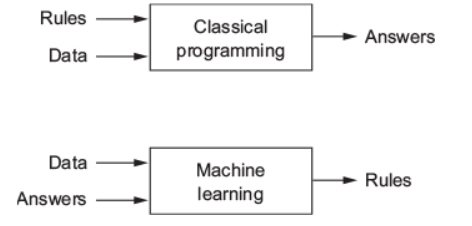 Rules
Data
Classical
programming
Answers
Data
Answers
Machine
learning
Rules